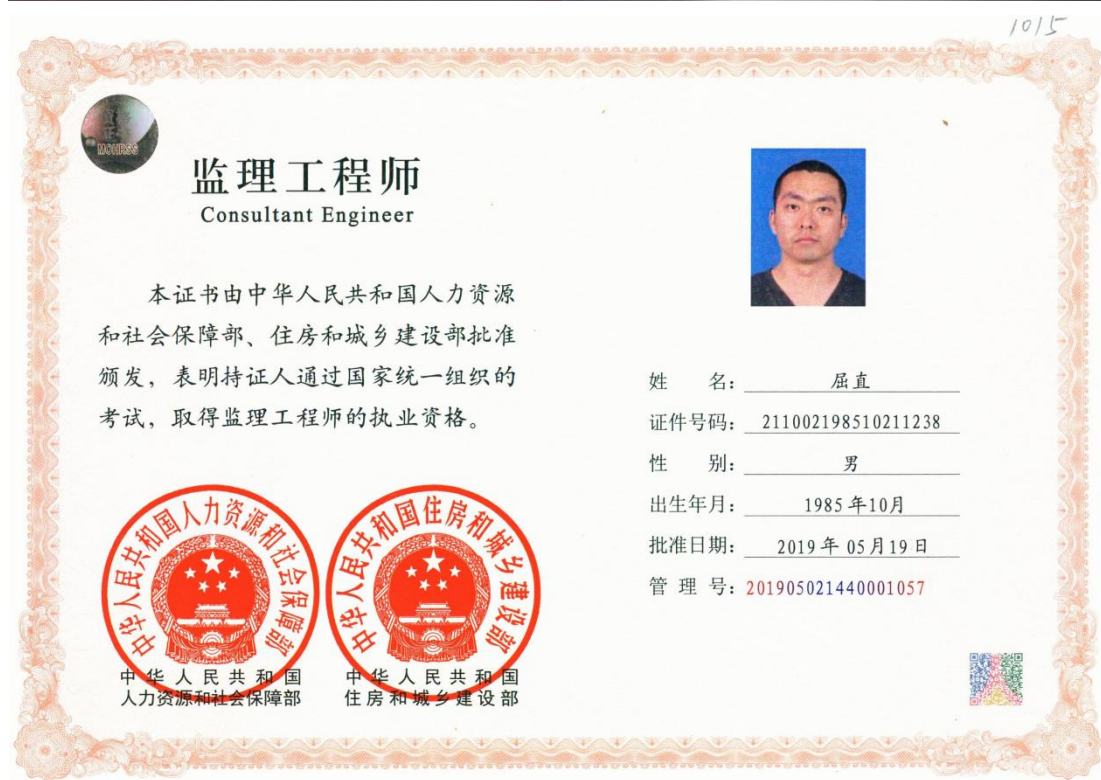 1015
MOHRSS
监理工程师
Consultant Engineer
本证书由中华人民共和国人力资源
和社会保障部、住房和城乡建设部批准
颁发，表明持证人通过国家统一组织的
考试，取得监理工程师的执业资格。
姓 名：屈直
证件号码：211002198510211238
性 别：男
出生年月：1985年10月
批准日期：2019年05月19日
管 理 号：201905021440001057
中华人民共和国人力资源和社会保障部
中华人民共和国住房和城乡建设部
中华人民共和国
人力资源和社会保障部
中华人民共和国
住房和城乡建设部